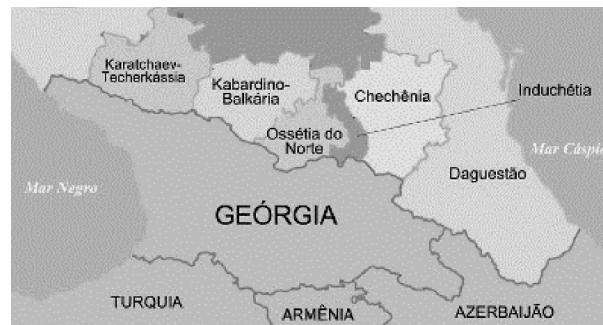 Karatchaev-
Techerkássia
Kabardino-
Balkária
Chechênia
Induchétia
Ossétia do
Norte
Mar Cáspio
Daguestão
Mar Negro
GEÓRGIA
TURQUIA
ARMÊNIA
AZERBAIJÃO